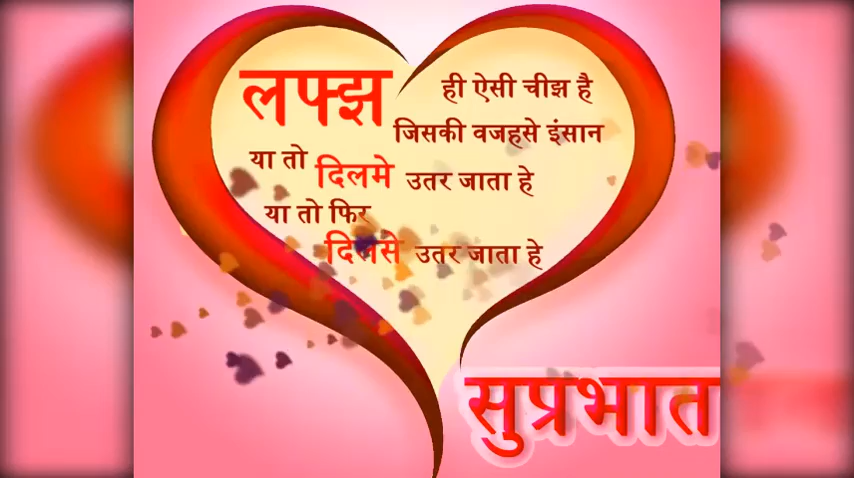 लफ्झ ही ऐसी चीझ है
जिसकी वजहसे इंसान
या तो दिलमे उतर जाता हे
या तो फिर
दिलसे उतर जाता हे
सुप्रभात